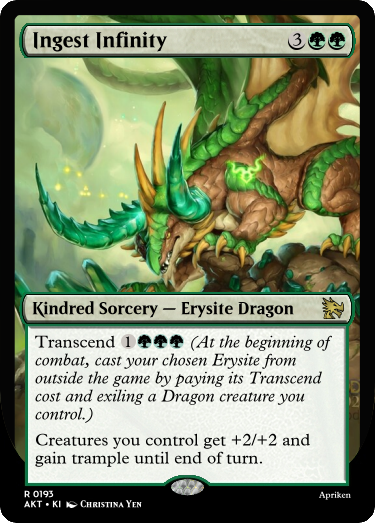 Ingest Infinity 3
Kindred Sorcery — Erysite Dragon
Transcend 1 (At the beginning of
combat, cast your chosen Erysite from
outside the game by paying its Transcend
cost and exiling a Dragon creature you
control.)
Creatures you control get +2/+2 and
gain trample until end of turn.
R 0193
AKT • KI Christina Yen
Apriken